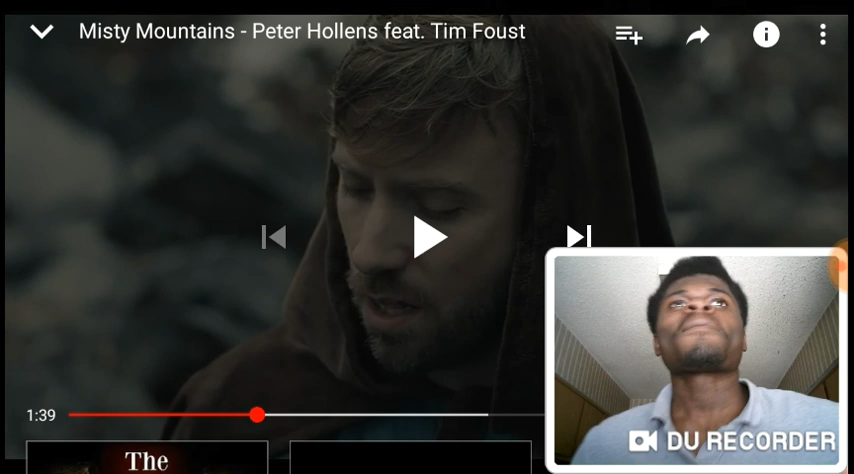 Misty Mountains - Peter Hollens feat. Tim Foust
1:39
The
DU RECORDER